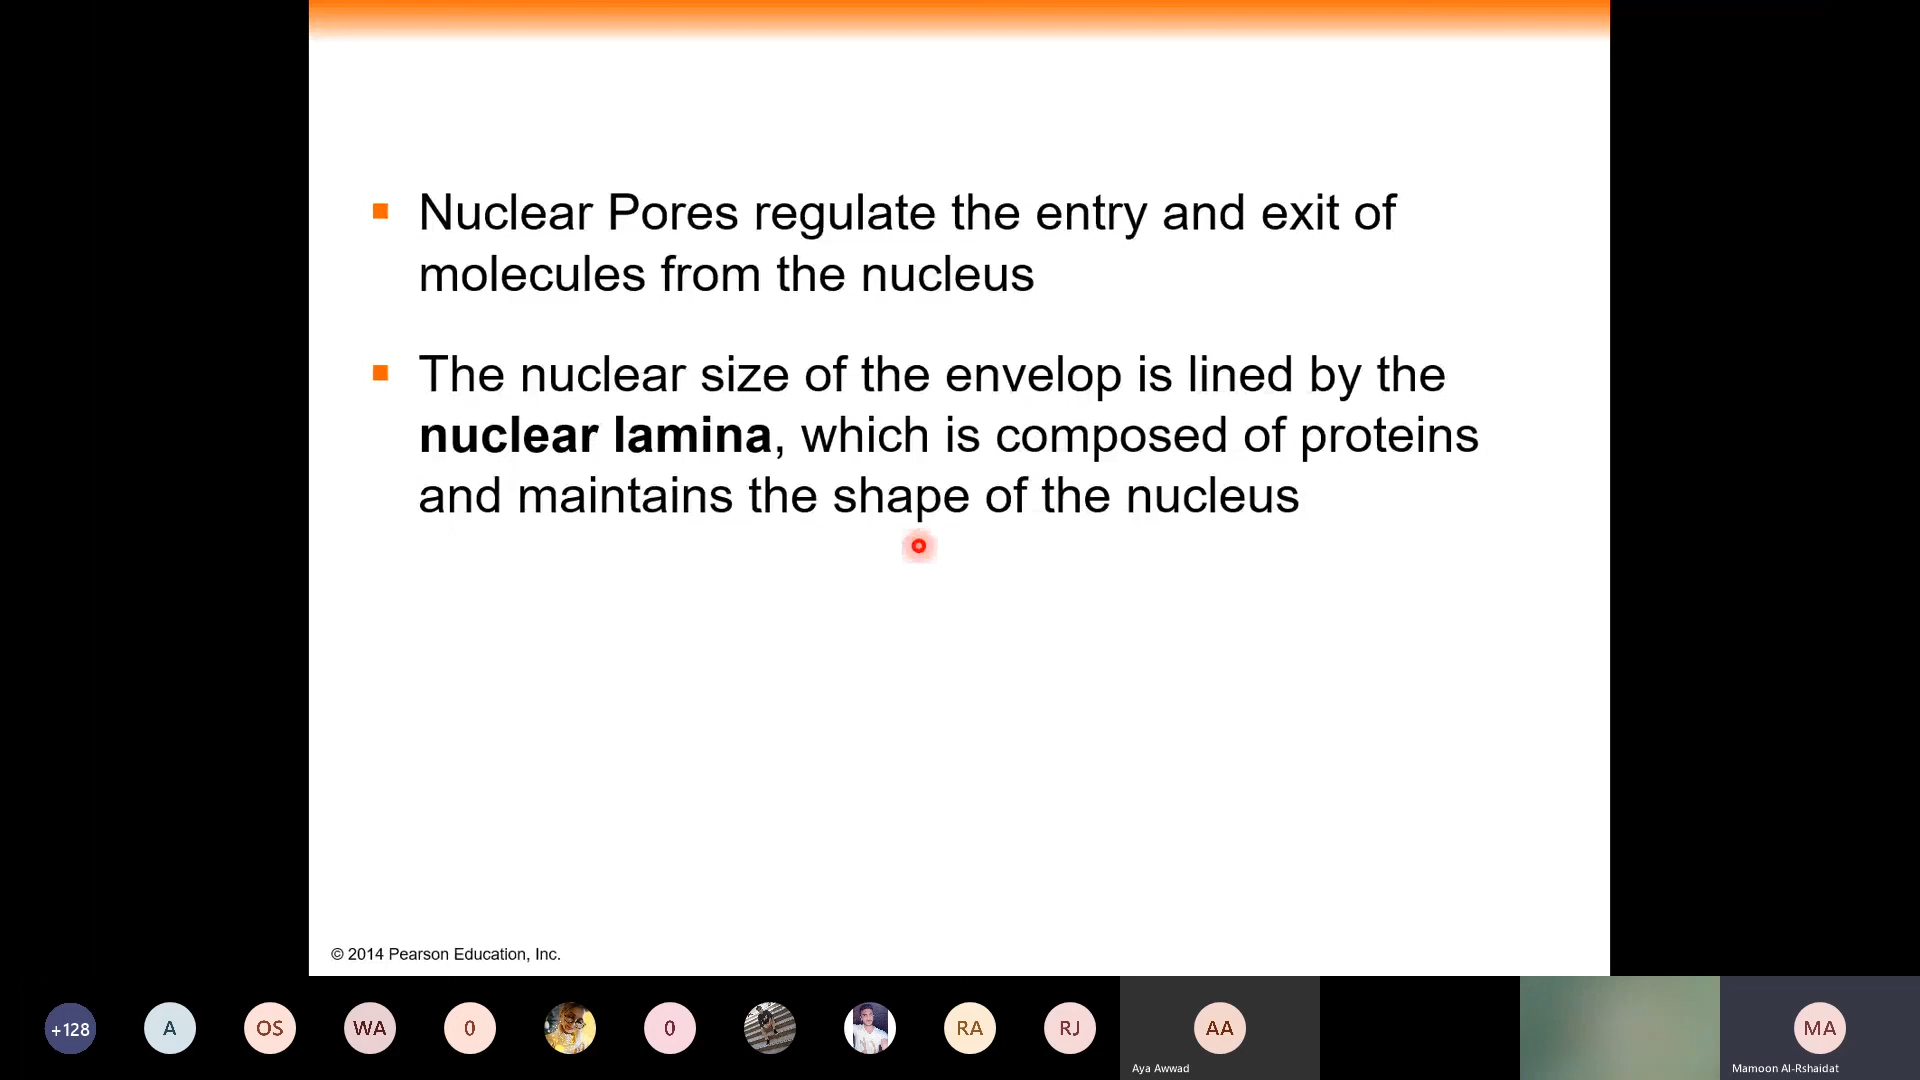 Nuclear Pores regulate the entry and exit of
molecules from the nucleus
The nuclear size of the envelop is lined by the
nuclear lamina, which is composed of proteins
and maintains the shape of the nucleus
© 2014 Pearson Education, Inc.
+128
A
OS
WA
0
0
RA
RJ
AA
MA
Aya Awwad
Mamoon Al-Rshaidat